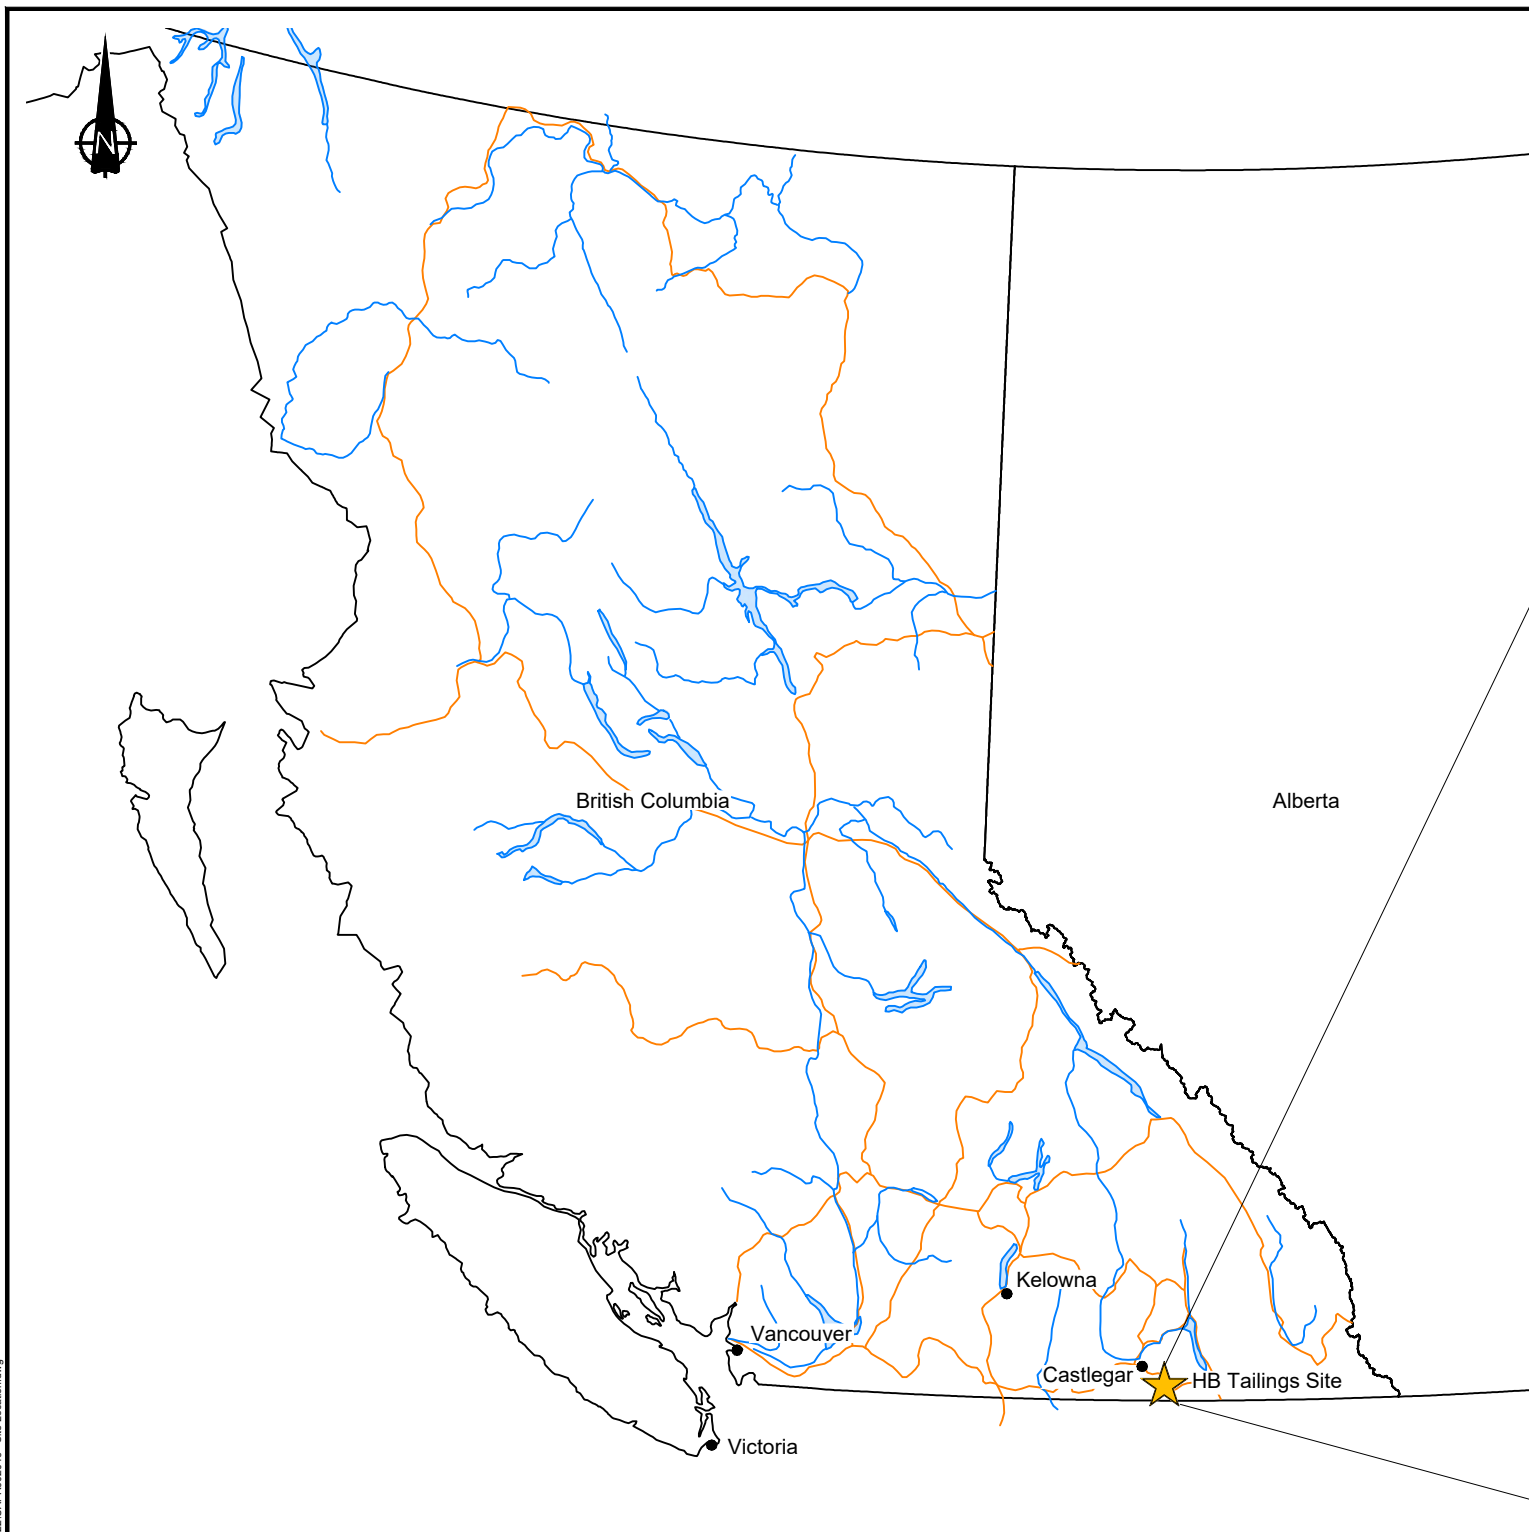 N
British Columbia
Alberta
Kelowna
Vancouver
Castlegar
HB Tailings Site
Victoria